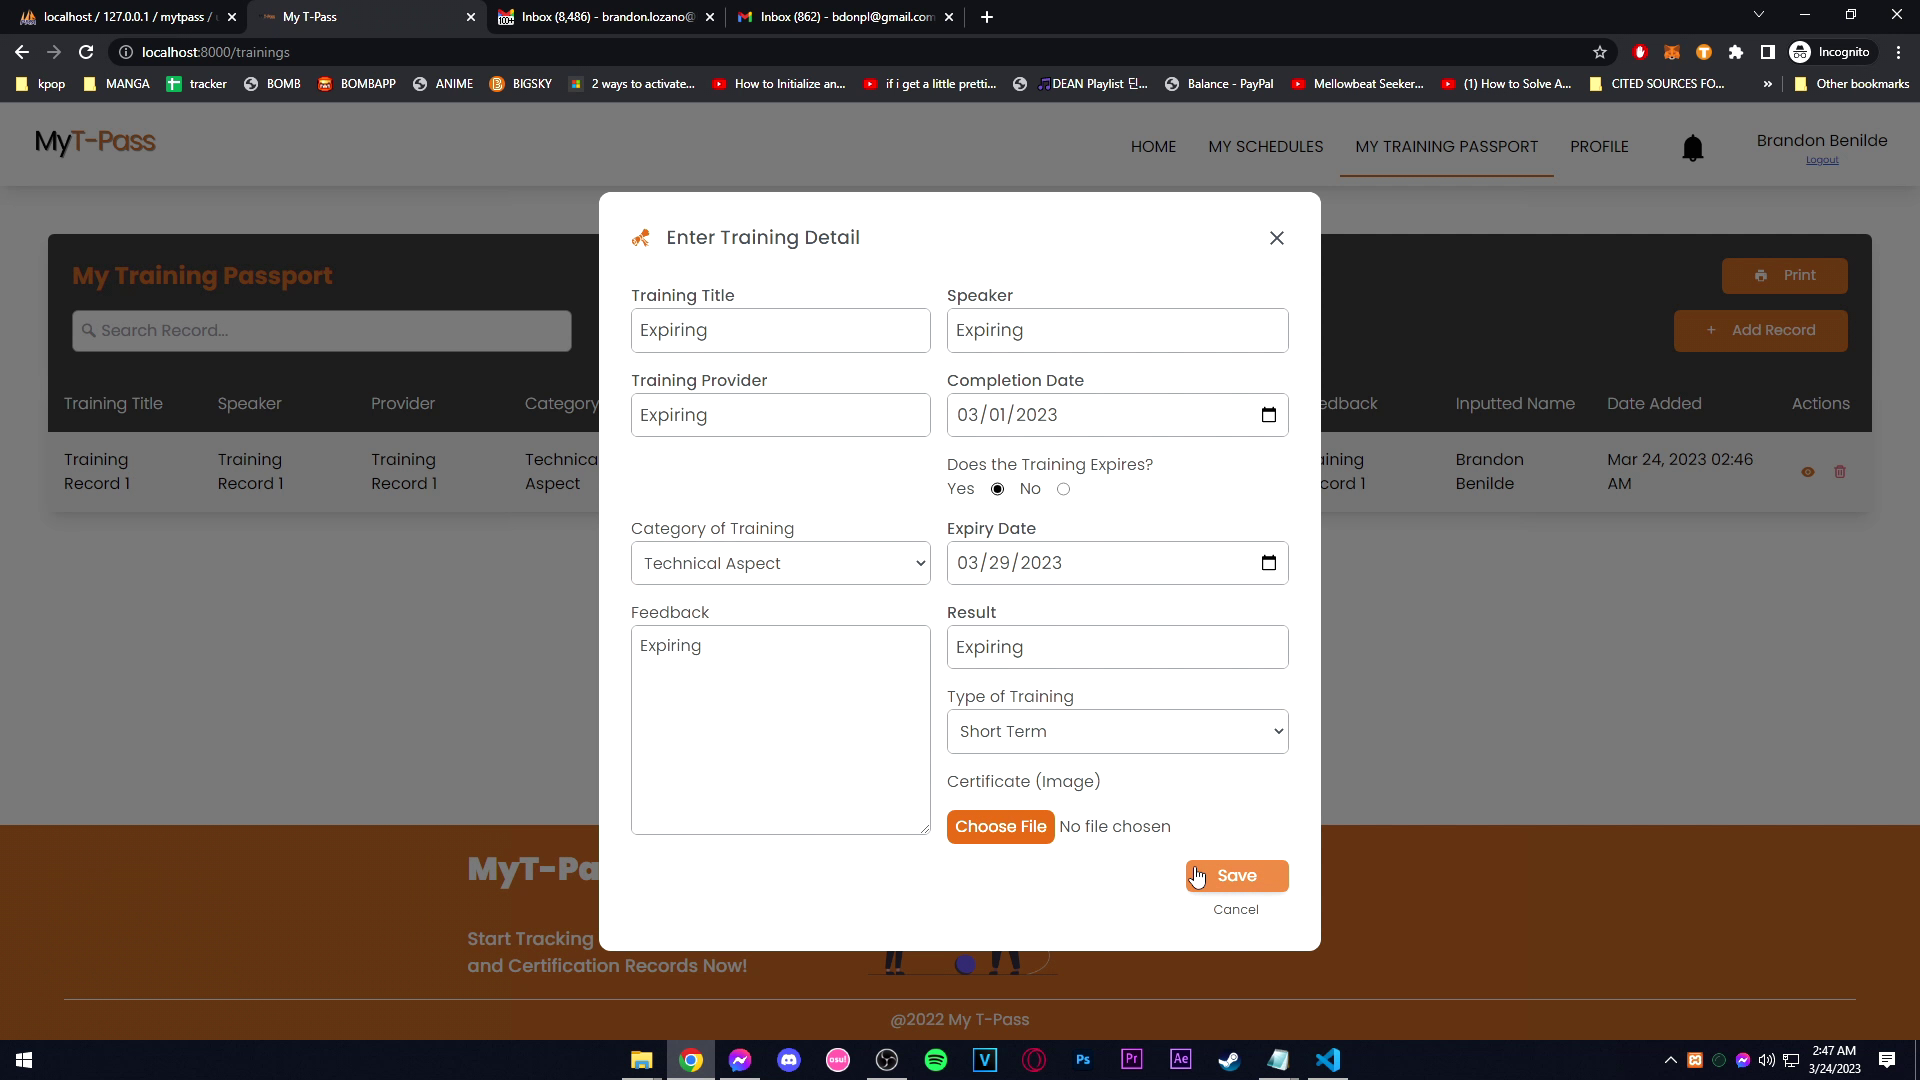 localhost / 127.0.0.1 / mytpass /
My T-Pass
100+
Inbox (8,486) - brandon.lozano@
Inbox (862) - bdonpl@gmail.com
localhost:8000/trainings
Incognito
kpop
MANGA
tracker
BOMB
BOMBAPP
ANIME
BIGSKY
2 ways to activate...
How to Initialize an...
if i get a little pretti...
DEAN Playlist 딘...
Balance - PayPal
Mellowbeat Seeker...
(1) How to Solve A...
CITED SOURCES FO...
»
Other bookmarks
MyT-Pass
HOME
MY SCHEDULES
MY TRAINING PASSPORT
PROFILE
Brandon Benilde
Logout
My Training Passport
Search Record...
Print
+ Add Record
Training Title
Speaker
Provider
Category
edback
Inputted Name
Date Added
Actions
Training
Record 1
Training
Record 1
Training
Record 1
Technica
Aspect
aining
cord 1
Brandon
Benilde
Mar 24, 2023 02:46
AM
Enter Training Detail
Training Title
Expiring
Speaker
Expiring
Training Provider
Expiring
Completion Date
03/01/2023
Does the Training Expires?
Yes No
Category of Training
Technical Aspect
Expiry Date
03/29/2023
Feedback
Expiring
Result
Expiring
Type of Training
Short Term
Certificate (Image)
Choose File No file chosen
Save
Cancel
MyT-Pa
Start Tracking
and Certification Records Now!
@2022 My T-Pass
osu!
V
Ps
Pr
Ae
2:47 AM
3/24/2023